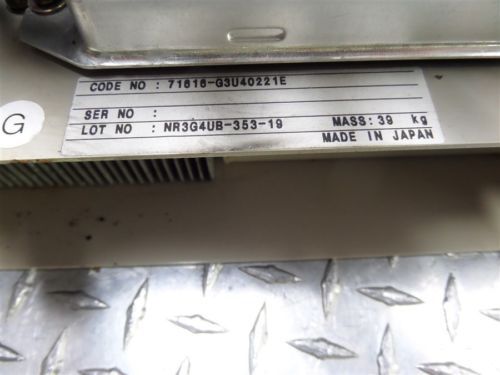 CODE NO : 71616-G3U40221E
SER NO :
LOT NO : NR3G4UB-353-19 MASS: 39 kg
MADE IN JAPAN
G